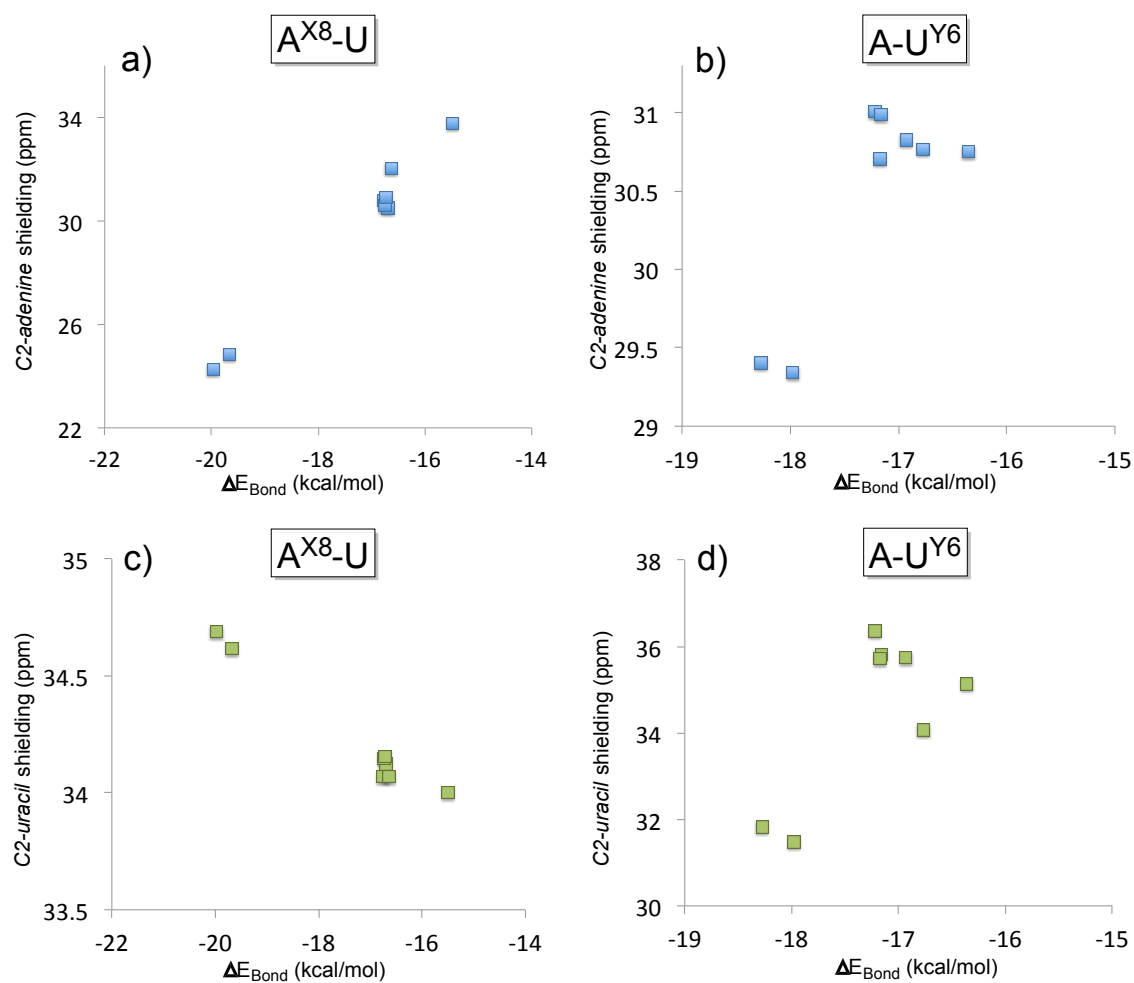 a)
A^X8-U
C2-adenine shielding (ppm)
34
30
26
22
-22 -20 -18 -16 -14
ΔE_Bond (kcal/mol)
b)
A-U^Y6
C2-adenine shielding (ppm)
31
30.5
30
29.5
29
-19 -18 -17 -16 -15
ΔE_Bond (kcal/mol)
c)
A^X8-U
C2-uracil shielding (ppm)
35
34.5
34
33.5
-22 -20 -18 -16 -14
ΔE_Bond (kcal/mol)
d)
A-U^Y6
C2-uracil shielding (ppm)
38
36
34
32
30
-19 -18 -17 -16 -15
ΔE_Bond (kcal/mol)